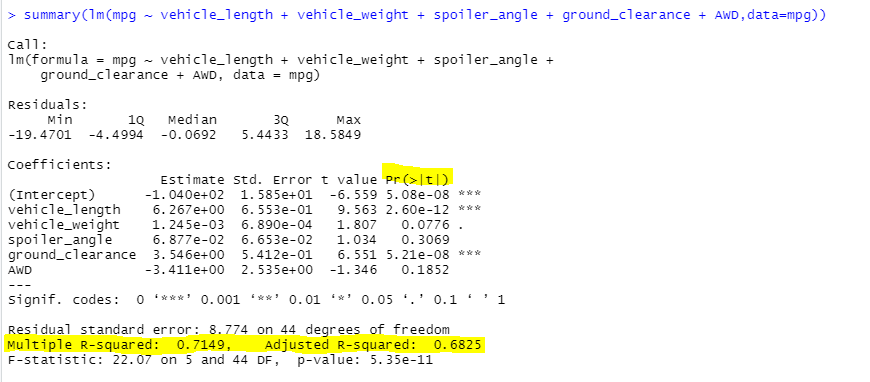 > summary(lm(mpg ~ vehicle_length + vehicle_weight + spoiler_angle + ground_clearance + AWD,data=mpg))
Call:
lm(formula = mpg ~ vehicle_length + vehicle_weight + spoiler_angle +
    ground_clearance + AWD, data = mpg)
Residuals:
     Min       1Q   Median       3Q      Max
-19.4701  -4.4994  -0.0692   5.4433  18.5849
Coefficients:
                   Estimate Std. Error t value Pr(>|t|)
(Intercept)      -1.040e+02  1.585e+01  -6.559 5.08e-08 ***
vehicle_length    6.267e+00  6.553e-01   9.563 2.60e-12 ***
vehicle_weight    1.245e-03  6.890e-04   1.807   0.0776 .
spoiler_angle     6.877e-02  6.653e-02   1.034   0.3069
ground_clearance  3.546e+00  5.412e-01   6.551 5.21e-08 ***
AWD              -3.411e+00  2.535e+00  -1.346   0.1852
---
Signif. codes:  0 ‘***’ 0.001 ‘**’ 0.01 ‘*’ 0.05 ‘.’ 0.1 ‘ ’ 1
Residual standard error: 8.774 on 44 degrees of freedom
Multiple R-squared:  0.7149,    Adjusted R-squared:  0.6825
F-statistic: 22.07 on 5 and 44 DF,  p-value: 5.35e-11